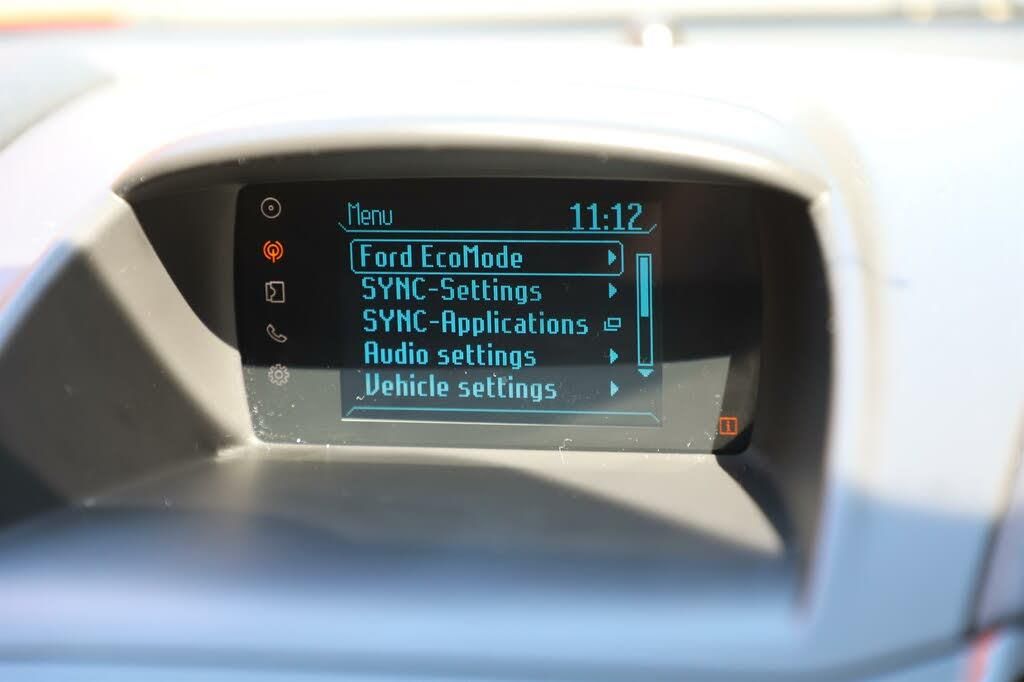 Menu 11:12
Ford EcoMode
SYNC-Settings
SYNC-Applications
Audio settings
Vehicle settings
i